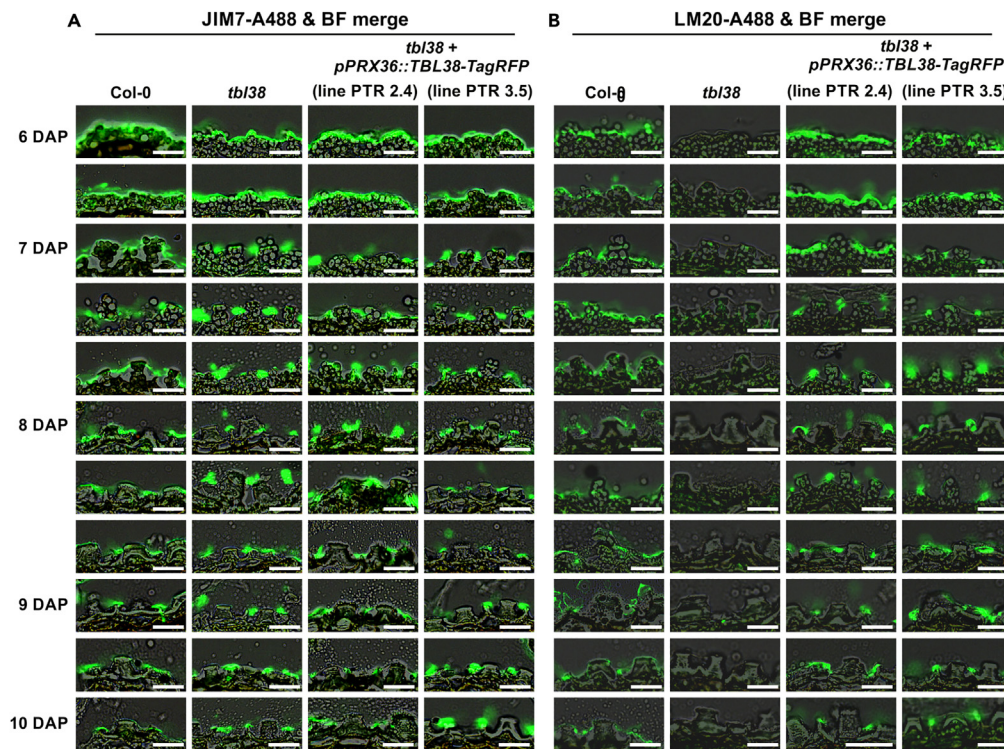 A JIM7-A488 & BF merge
B LM20-A488 & BF merge
tbl38 +
pPRX36::TBL38-TagRFP
Col-0 tbl38 (line PTR 2.4) (line PTR 3.5)
tbl38 +
pPRX36::TBL38-TagRFP
Col-θ tbl38 (line PTR 2.4) (line PTR 3.5)
6 DAP
7 DAP
8 DAP
9 DAP
10 DAP